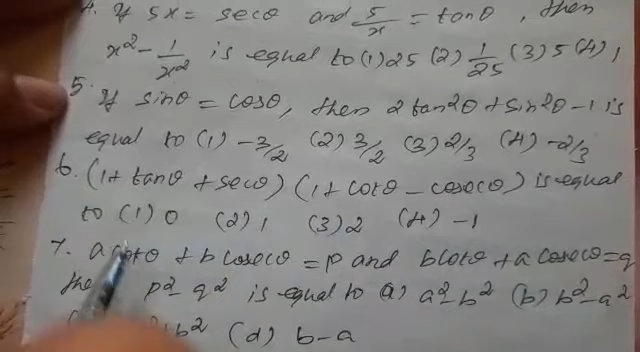 4. If 5x = secθ and 5/x = tanθ, then
x² - 1/x² is equal to (1) 25 (2) 1/25 (3) 5 (4) 1
5. If sinθ = cosθ, then 2 tan²θ + sin²θ - 1 is
equal to (1) -3/2 (2) 3/2 (3) 2/3 (4) -2/3
6. (1 + tanθ + secθ) (1 + cotθ - cosecθ) is equal
to (1) 0 (2) 1 (3) 2 (4) -1
7. a cotθ + b cosecθ = p and b cotθ + a cosecθ = q
p² - q² is equal to a) a² - b² (b) b² - a²
b² (d) b - a